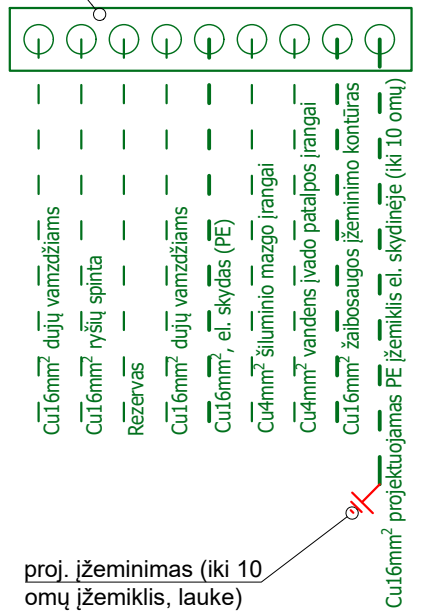 Cu16mm² dujų vamzdžiams
Cu16mm² ryšių spinta
Rezervas
Cu16mm² dujų vamzdžiams
Cu16mm², el. skydas (PE)
Cu4mm² šiluminio mazgo įrangai
Cu4mm² vandens įvado patalpos įrangai
Cu16mm² žaibosaugos įžeminimo kontūras
Cu16mm² projektuojamas PE įžemiklis el. skydinėje (iki 10 omų)
proj. įžeminimas (iki 10
omų įžemiklis, lauke)